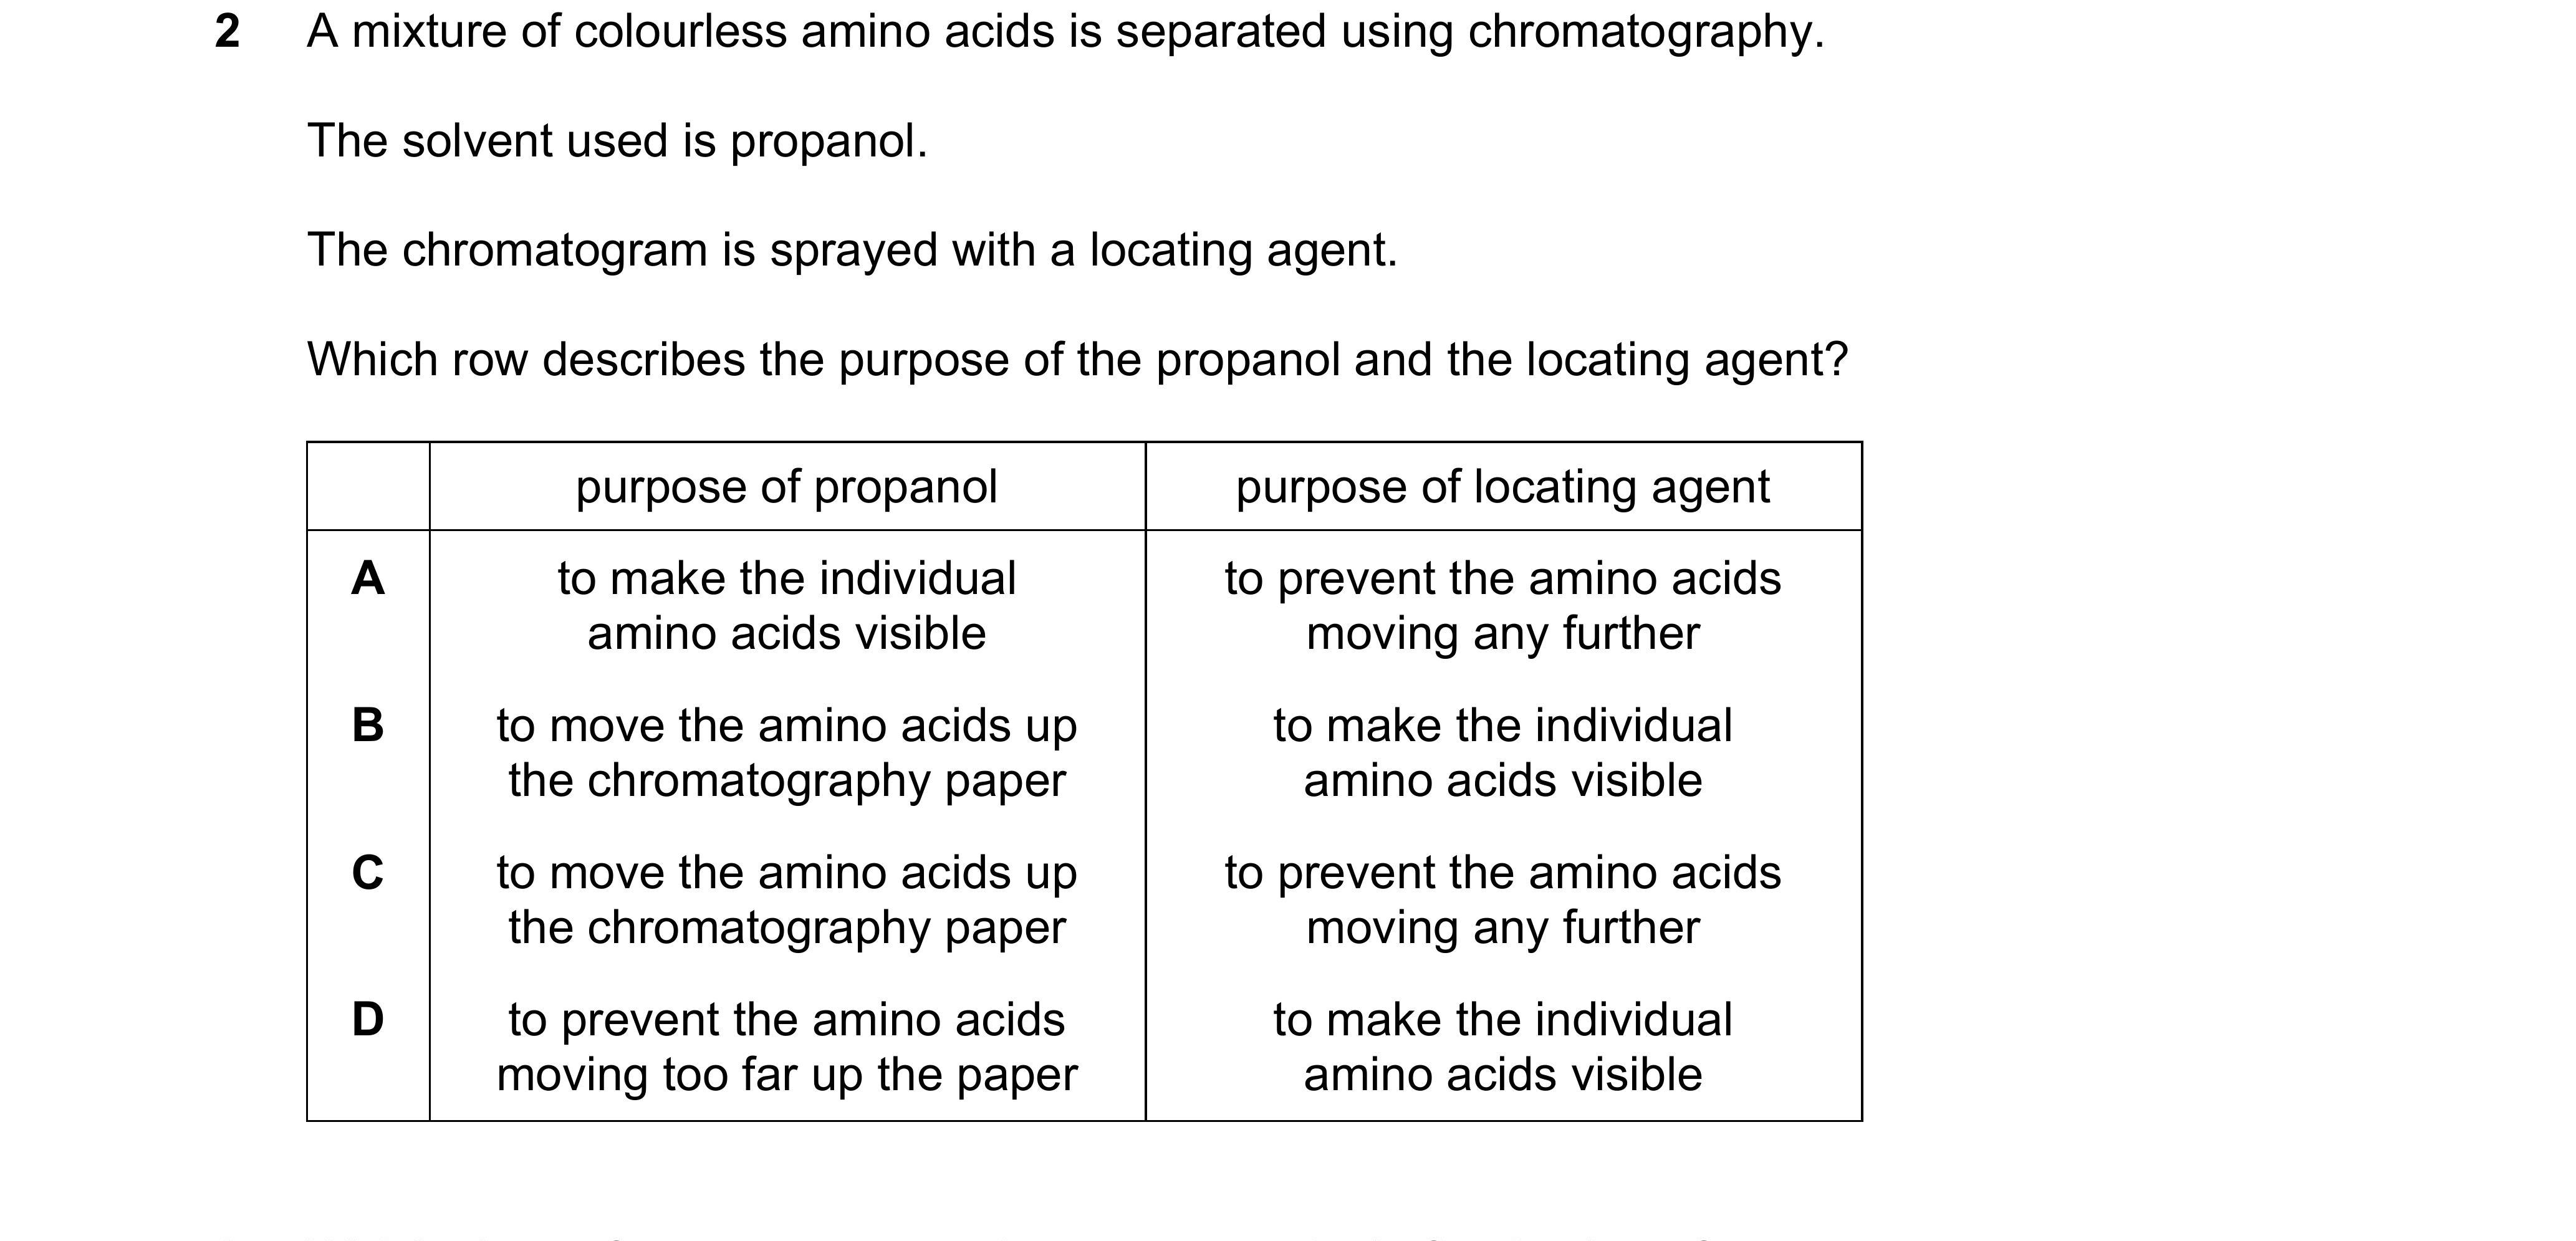 2 A mixture of colourless amino acids is separated using chromatography.
The solvent used is propanol.
The chromatogram is sprayed with a locating agent.
Which row describes the purpose of the propanol and the locating agent?
purpose of propanol purpose of locating agent
A to make the individual amino acids visible to prevent the amino acids moving any further
B to move the amino acids up the chromatography paper to make the individual amino acids visible
C to move the amino acids up the chromatography paper to prevent the amino acids moving any further
D to prevent the amino acids moving too far up the paper to make the individual amino acids visible